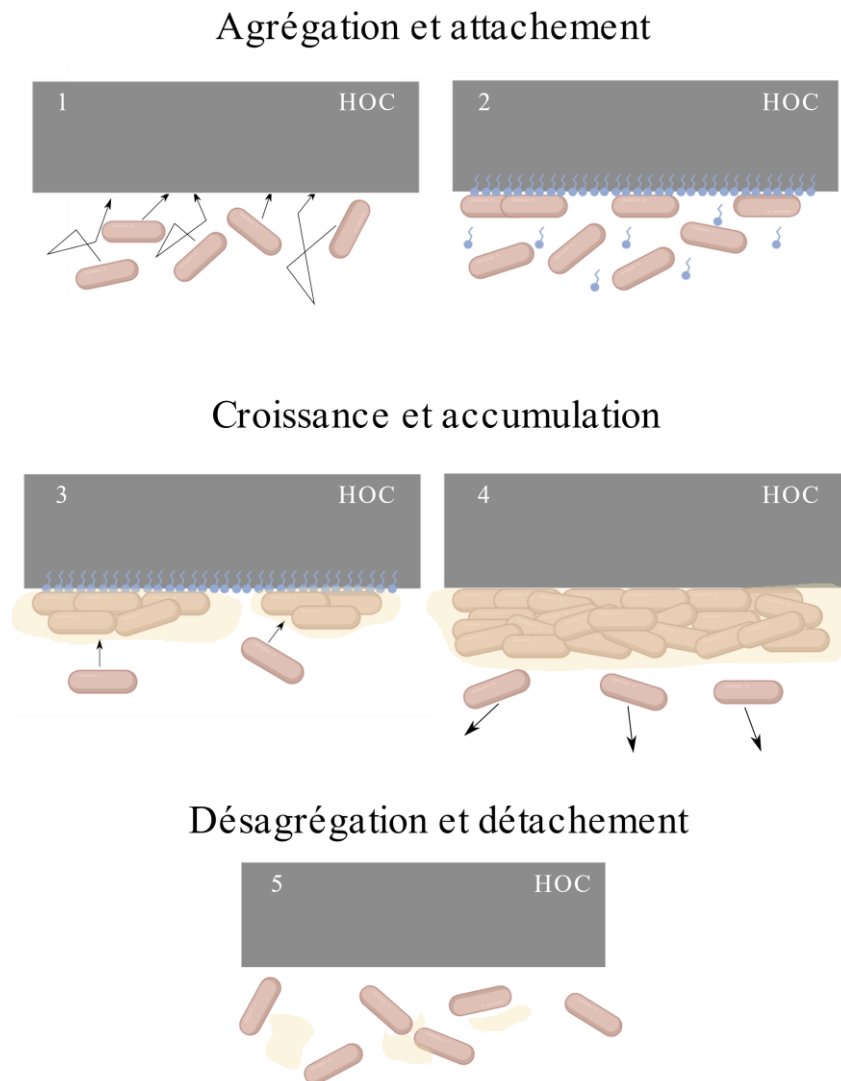 Agrégation et attachement
1 HOC
2 HOC
Croissance et accumulation
3 HOC
4 HOC
Désagrégation et détachement
5 HOC